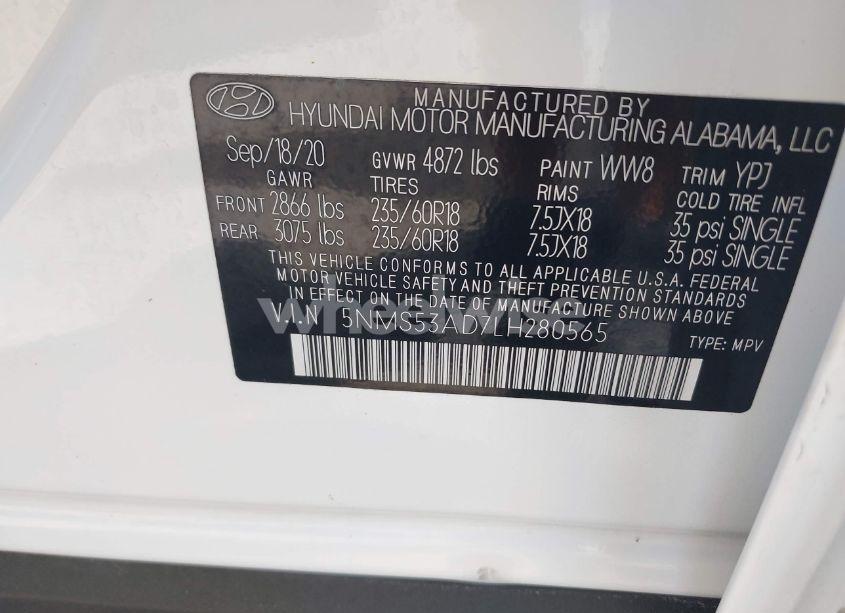 MANUFACTURED BY
HYUNDAI MOTOR MANUFACTURING ALABAMA, LLC
Sep/18/20 GVWR 4872 lbs PAINT WW8 TRIM YPJ
GAWR TIRES RIMS COLD TIRE INFL
FRONT 2866 lbs 235/60R18 7.5JX18 35 psi SINGLE
REAR 3075 lbs 235/60R18 7.5JX18 35 psi SINGLE
THIS VEHICLE CONFORMS TO ALL APPLICABLE U.S.A. FEDERAL
MOTOR VEHICLE SAFETY AND THEFT PREVENTION STANDARDS
IN EFFECT ON THE DATE OF MANUFACTURE SHOWN ABOVE
wheelwise
V.I.N 5NMS53AD7LH280565 TYPE: MPV